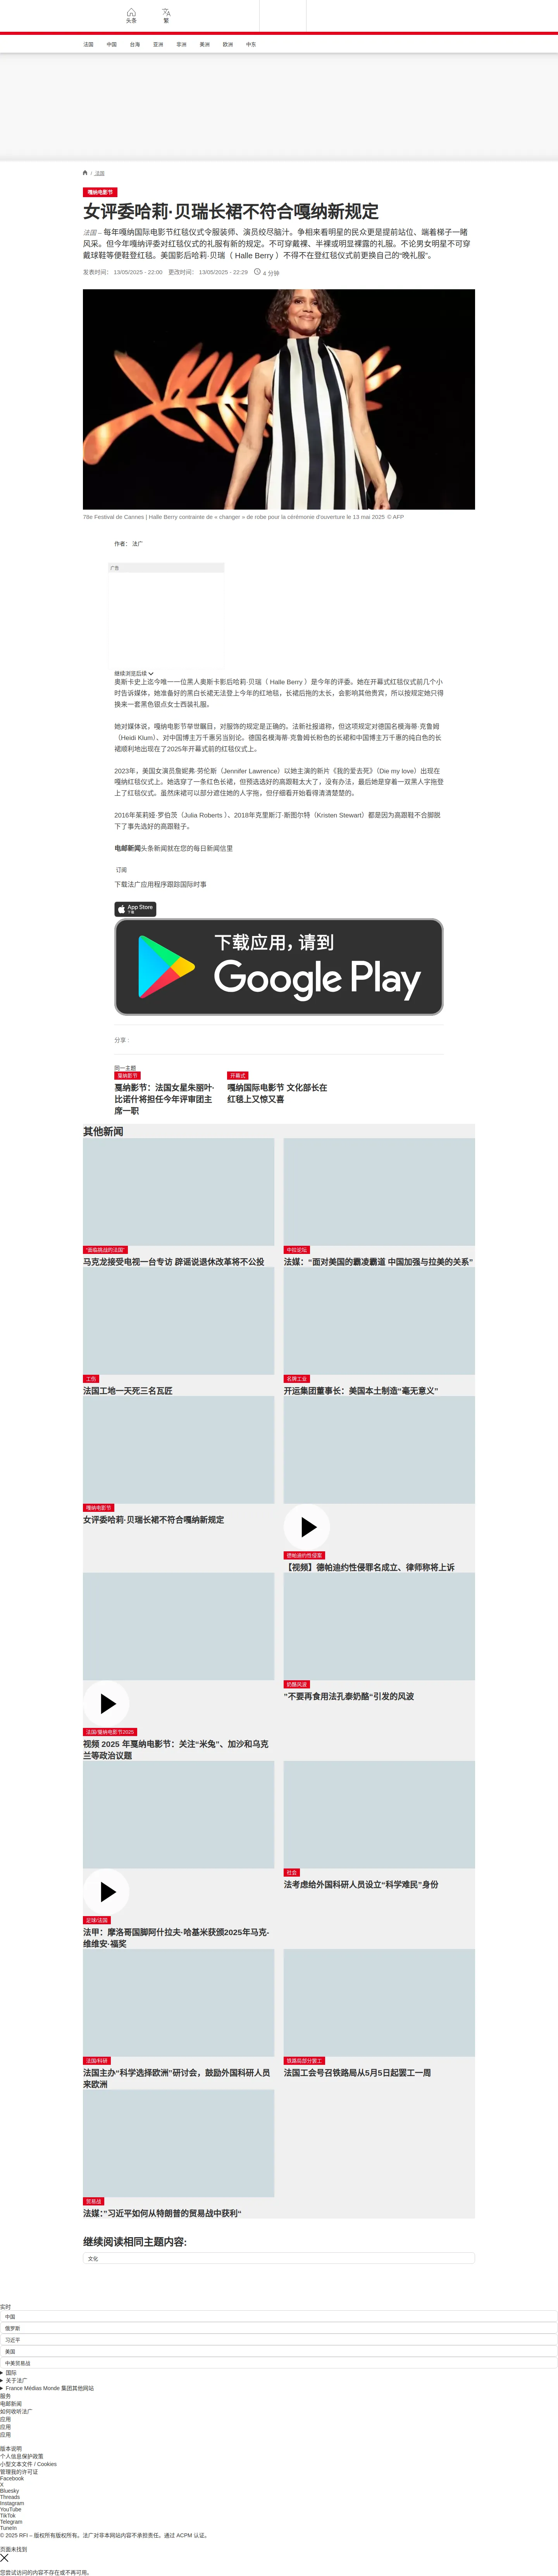 头条
繁
法国
中国
台海
亚洲
非洲
美洲
欧洲
中东
/ 法国
嘎纳电影节
女评委哈莉·贝瑞长裙不符合嘎纳新规定
法国 – 每年嘎纳国际电影节红毯仪式令服装师、演员绞尽脑汁。争相来看明星的民众更是提前站位、端着梯子一睹
风采。但今年嘎纳评委对红毯仪式的礼服有新的规定。不可穿戴裸、半裸或明显裸露的礼服。不论男女明星不可穿
戴球鞋等便鞋登红毯。美国影后哈莉·贝瑞（ Halle Berry ）不得不在登红毯仪式前更换自己的“晚礼服”。
发表时间： 13/05/2025 - 22:00 更改时间： 13/05/2025 - 22:29 4 分钟
78e Festival de Cannes | Halle Berry contrainte de « changer » de robe pour la cérémonie d'ouverture le 13 mai 2025 © AFP
作者： 法广
广告
继续浏览后续
奥斯卡史上迄今唯一一位黑人奥斯卡影后哈莉·贝瑞（ Halle Berry ）是今年的评委。她在开幕式红毯仪式前几个小
时告诉媒体，她准备好的黑白长裙无法登上今年的红地毯，长裙后拖的太长，会影响其他贵宾，所以按规定她只得
换来一套黑色银点女士西装礼服。
她对媒体说，嘎纳电影节举世瞩目，对服饰的规定是正确的。法新社报道称，但这项规定对德国名模海蒂·克鲁姆
（Heidi Klum）、对中国博主万千惠另当别论。德国名模海蒂·克鲁姆长粉色的长裙和中国博主万千惠的纯白色的长
裙顺利地出现在了2025年开幕式前的红毯仪式上。
2023年，美国女演员詹妮弗·劳伦斯（Jennifer Lawrence）以她主演的新片《我的爱去死》（Die my love）出现在
嘎纳红毯仪式上。她选穿了一条红色长裙，但预选选好的高跟鞋太大了，没有办法，最后她是穿着一双黑人字拖登
上了红毯仪式。虽然床裙可以部分遮住她的人字拖，但仔细看开始看得清清楚楚的。
2016年茱莉娅·罗伯茨（Julia Roberts ）、2018年克里斯汀·斯图尔特（Kristen Stewart）都是因为高跟鞋不合脚脱
下了事先选好的高跟鞋子。
电邮新闻头条新闻就在您的每日新闻信里
订阅
下载法广应用程序跟踪国际时事
App Store
下载
下载应用，请到
Google Play
分享 :
同一主题
戛纳影节
戛纳影节：法国女星朱丽叶·
比诺什将担任今年评审团主
席一职
开幕式
嘎纳国际电影节 文化部长在
红毯上又惊又喜
其他新闻
“面临挑战的法国”
马克龙接受电视一台专访 辟谣说退休改革将不公投
中拉论坛
法媒：“面对美国的霸凌霸道 中国加强与拉美的关系”
工伤
法国工地一天死三名瓦匠
名牌工业
开运集团董事长：美国本土制造“毫无意义”
嘎纳电影节
女评委哈莉·贝瑞长裙不符合嘎纳新规定
德帕迪约性侵案
【视频】德帕迪约性侵罪名成立、律师称将上诉
法国/戛纳电影节2025
视频 2025 年戛纳电影节：关注“米兔”、加沙和乌克
兰等政治议题
奶酪风波
“不要再食用法孔泰奶酪”引发的风波
足球/法国
法甲：摩洛哥国脚阿什拉夫·哈基米获颁2025年马克-
维维安-福奖
社会
法考虑给外国科研人员设立“科学难民”身份
法国/科研
法国主办“科学选择欧洲”研讨会，鼓励外国科研人员
来欧洲
铁路局部分罢工
法国工会号召铁路局从5月5日起罢工一周
贸易战
法媒：“习近平如何从特朗普的贸易战中获利”
继续阅读相同主题内容:
文化
实时
中国
俄罗斯
习近平
美国
中美贸易战
国际
关于法广
France Médias Monde 集团其他网站
服务
电邮新闻
如何收听法广
应用
应用
应用
版本说明
个人信息保护政策
小型文本文件 / Cookies
管理我的许可证
Facebook
X
Bluesky
Threads
Instagram
YouTube
TikTok
Telegram
TuneIn
© 2025 RFI – 版权所有版权所有。法广对非本网站内容不承担责任。通过 ACPM 认证。
页面未找到
您尝试访问的内容不存在或不再可用。